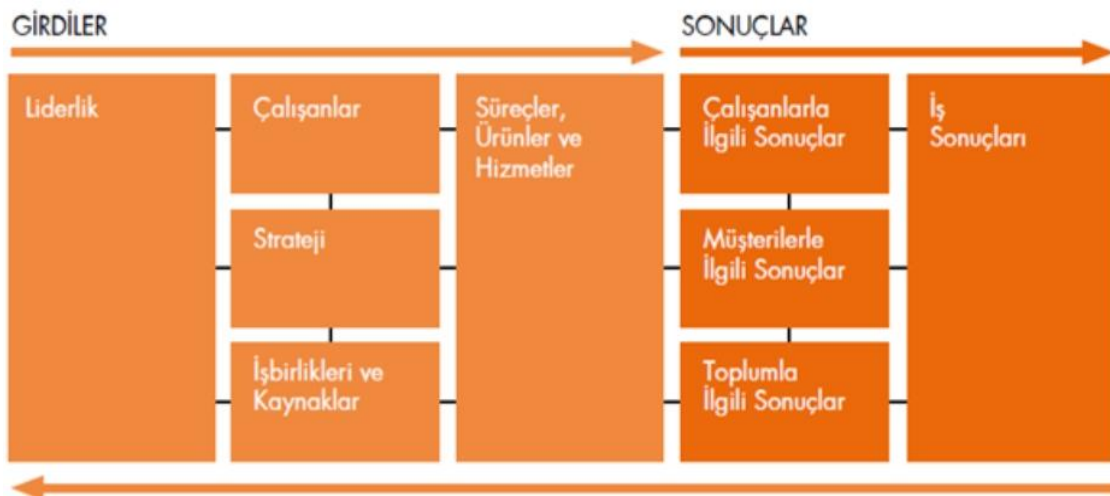 GİRDİLER
SONUÇLAR
Liderlik
Çalışanlar
Strateji
İşbirlikleri ve
Kaynaklar
Süreçler,
Ürünler ve
Hizmetler
Çalışanlarla
İlgili Sonuçlar
Müşterilerle
İlgili Sonuçlar
Toplumla
İlgili Sonuçlar
İş
Sonuçları